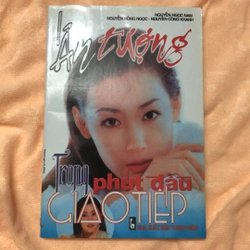 NGUYỄN NGỌC NAM
NGUYỄN HỒNG NGỌC - NGUYỄN CÔNG KHANH
Ấn tượng
Trong phút đầu
GIAO TIẾP